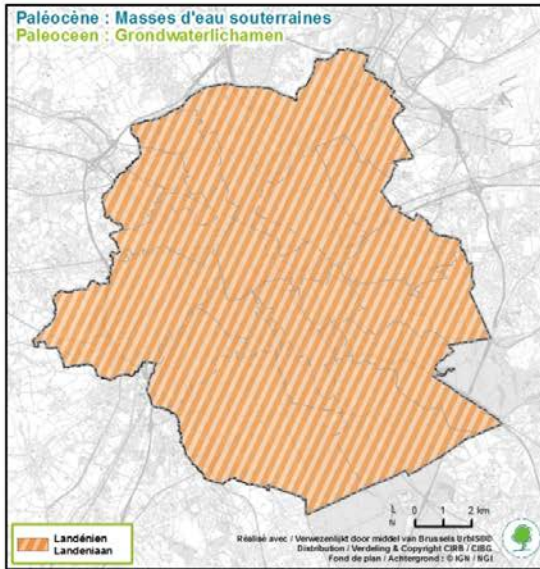 Paléocène : Masses d'eau souterraines
Paleoceen : Grondwaterlichamen
Landénien
Landeniaan
N
0 1 2 km
Réalisé avec / Verwezenlijkt door middel van Brussels UrbIS®©
Distribution / Verdeling & Copyright CIRB / CIBG
Fond de plan / Achtergrond : © IGN / NGI